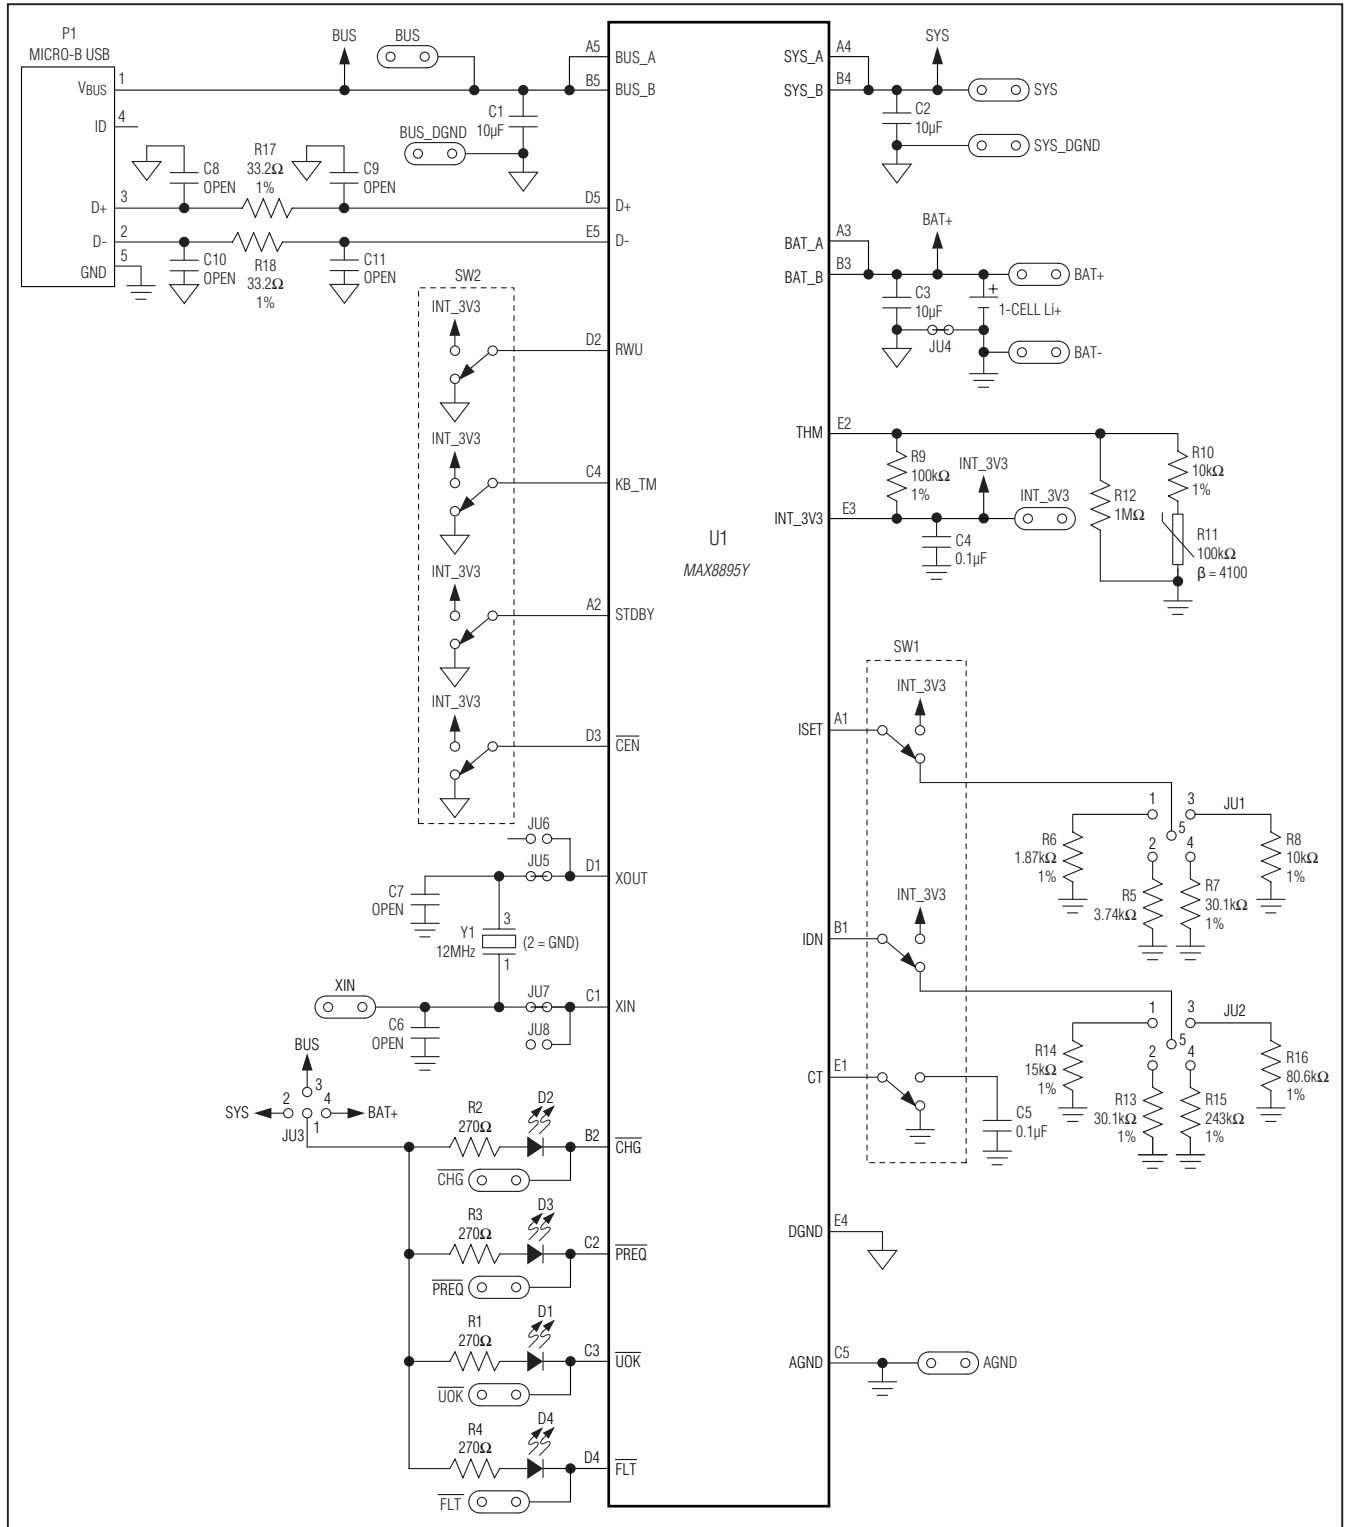 P1
MICRO-B USB
VBUS
1
ID
4
D+
3
D-
2
GND
5
BUS
BUS
C1
10µF
BUS_DGND
C8
OPEN
R17
33.2Ω
1%
C9
OPEN
C10
OPEN
R18
33.2Ω
1%
C11
OPEN
A5
BUS_A
B5
BUS_B
D5
D+
E5
D-
SW2
INT_3V3
D2
RWU
INT_3V3
C4
KB_TM
INT_3V3
A2
STDBY
INT_3V3
D3
CEN
JU6
JU5
D1
XOUT
C7
OPEN
3
Y1
12MHz
(2 = GND)
1
XIN
JU7
C1
XIN
C6
OPEN
JU8
BUS
3
2
4
SYS
BAT+
JU3
1
R2
270Ω
D2
B2
CHG
CHG
R3
270Ω
D3
C2
PREQ
PREQ
R1
270Ω
D1
C3
UOK
UOK
R4
270Ω
D4
D4
FLT
FLT
U1
MAX8895Y
SYS_A
A4
SYS_B
B4
SYS
SYS
C2
10µF
SYS_DGND
BAT_A
A3
BAT_B
B3
BAT+
BAT+
C3
10µF
+
1-CELL Li+
JU4
BAT-
THM
E2
R9
100kΩ
1%
INT_3V3
INT_3V3
INT_3V3
E3
C4
0.1µF
R12
1MΩ
R10
10kΩ
1%
R11
100kΩ
β = 4100
SW1
INT_3V3
ISET
A1
1
3
JU1
5
2
4
R6
1.87kΩ
1%
R5
3.74kΩ
R7
30.1kΩ
1%
R8
10kΩ
1%
INT_3V3
IDN
B1
1
3
JU2
5
2
4
R14
15kΩ
1%
R13
30.1kΩ
1%
R15
243kΩ
1%
R16
80.6kΩ
1%
CT
E1
C5
0.1µF
DGND
E4
AGND
C5
AGND